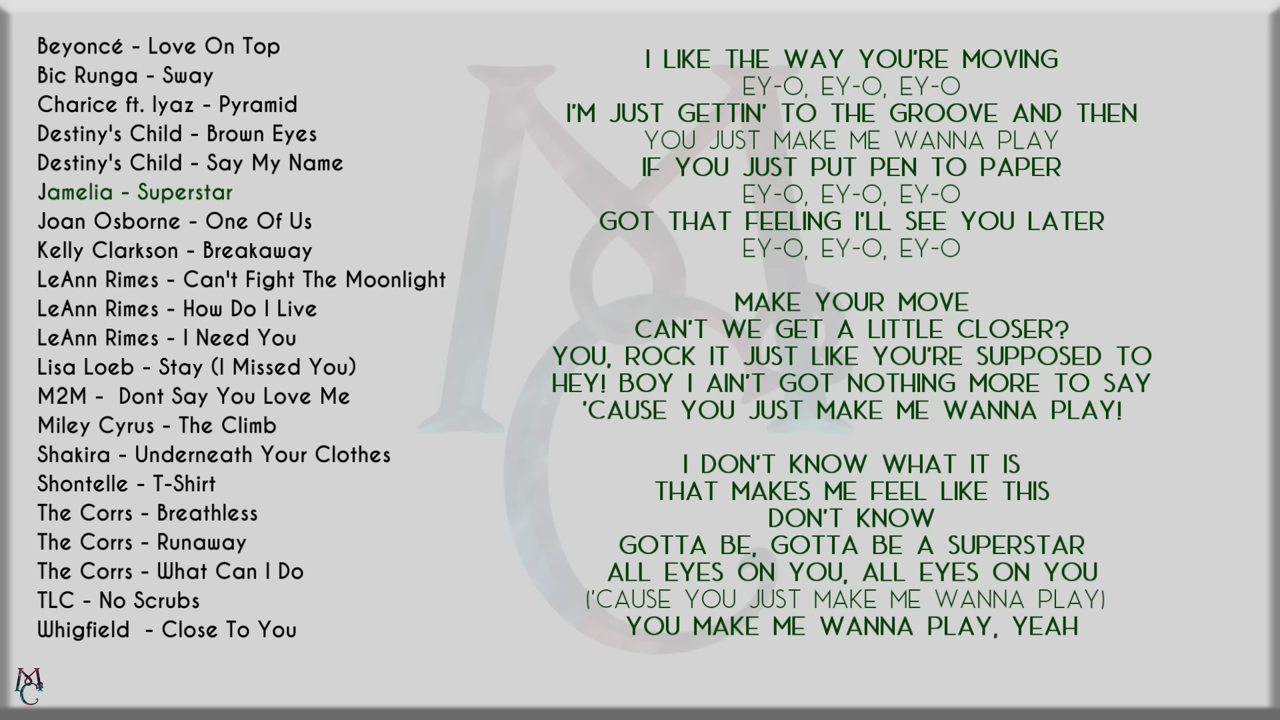 Beyoncé - Love On Top
Bic Runga - Sway
Charice ft. Iyaz - Pyramid
Destiny's Child - Brown Eyes
Destiny's Child - Say My Name
Jamelia - Superstar
Joan Osborne - One Of Us
Kelly Clarkson - Breakaway
LeAnn Rimes - Can't Fight The Moonlight
LeAnn Rimes - How Do I Live
LeAnn Rimes - I Need You
Lisa Loeb - Stay (I Missed You)
M2M -  Dont Say You Love Me
Miley Cyrus - The Climb
Shakira - Underneath Your Clothes
Shontelle - T-Shirt
The Corrs - Breathless
The Corrs - Runaway
The Corrs - What Can I Do
TLC - No Scrubs
Whigfield  - Close To You
I LIKE THE WAY YOU'RE MOVING
EY-O, EY-O, EY-O
I'M JUST GETTIN' TO THE GROOVE AND THEN
YOU JUST MAKE ME WANNA PLAY
IF YOU JUST PUT PEN TO PAPER
EY-O, EY-O, EY-O
GOT THAT FEELING I'LL SEE YOU LATER
EY-O, EY-O, EY-O
MAKE YOUR MOVE
CAN'T WE GET A LITTLE CLOSER?
YOU, ROCK IT JUST LIKE YOU'RE SUPPOSED TO
HEY! BOY I AIN'T GOT NOTHING MORE TO SAY
'CAUSE YOU JUST MAKE ME WANNA PLAY!
I DON'T KNOW WHAT IT IS
THAT MAKES ME FEEL LIKE THIS
DON'T KNOW
GOTTA BE, GOTTA BE A SUPERSTAR
ALL EYES ON YOU, ALL EYES ON YOU
('CAUSE YOU JUST MAKE ME WANNA PLAY)
YOU MAKE ME WANNA PLAY, YEAH
MC
MC